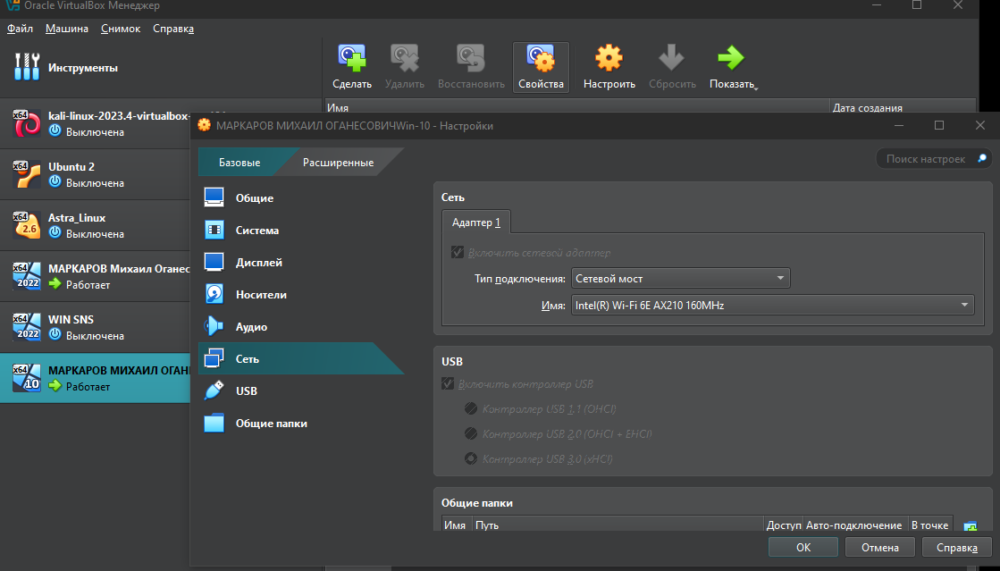 Oracle VirtualBox Менеджер
Файл Машина Снимок Справка
Инструменты
Сделать Удалить Восстановить Свойства Настроить Сбросить Показать
Имя Дата создания
x64 kali-linux-2023.4-virtualbox-
Выключена
x64 Ubuntu 2
Выключена
x64 2.6 Astra_Linux
Выключена
x64 2022 МАРКАРОВ Михаил Оганес
Работает
x64 2022 WIN SNS
Выключена
x64 10 МАРКАРОВ МИХАИЛ ОГАН
Работает
МАРКАРОВ МИХАИЛ ОГАНЕСОВИЧWin-10 - Настройки
Базовые Расширенные
Поиск настроек
Общие
Система
Дисплей
Носители
Аудио
Сеть
USB
Общие папки
Сеть
Адаптер 1
Включить сетевой адаптер
Тип подключения: Сетевой мост
Имя: Intel(R) Wi-Fi 6E AX210 160MHz
USB
Включить контроллер USB
Контроллер USB 1.1 (OHCI)
Контроллер USB 2.0 (OHCI + EHCI)
Контроллер USB 3.0 (xHCI)
Общие папки
Имя Путь Доступ Авто-подключение В точке
OK Отмена Справка